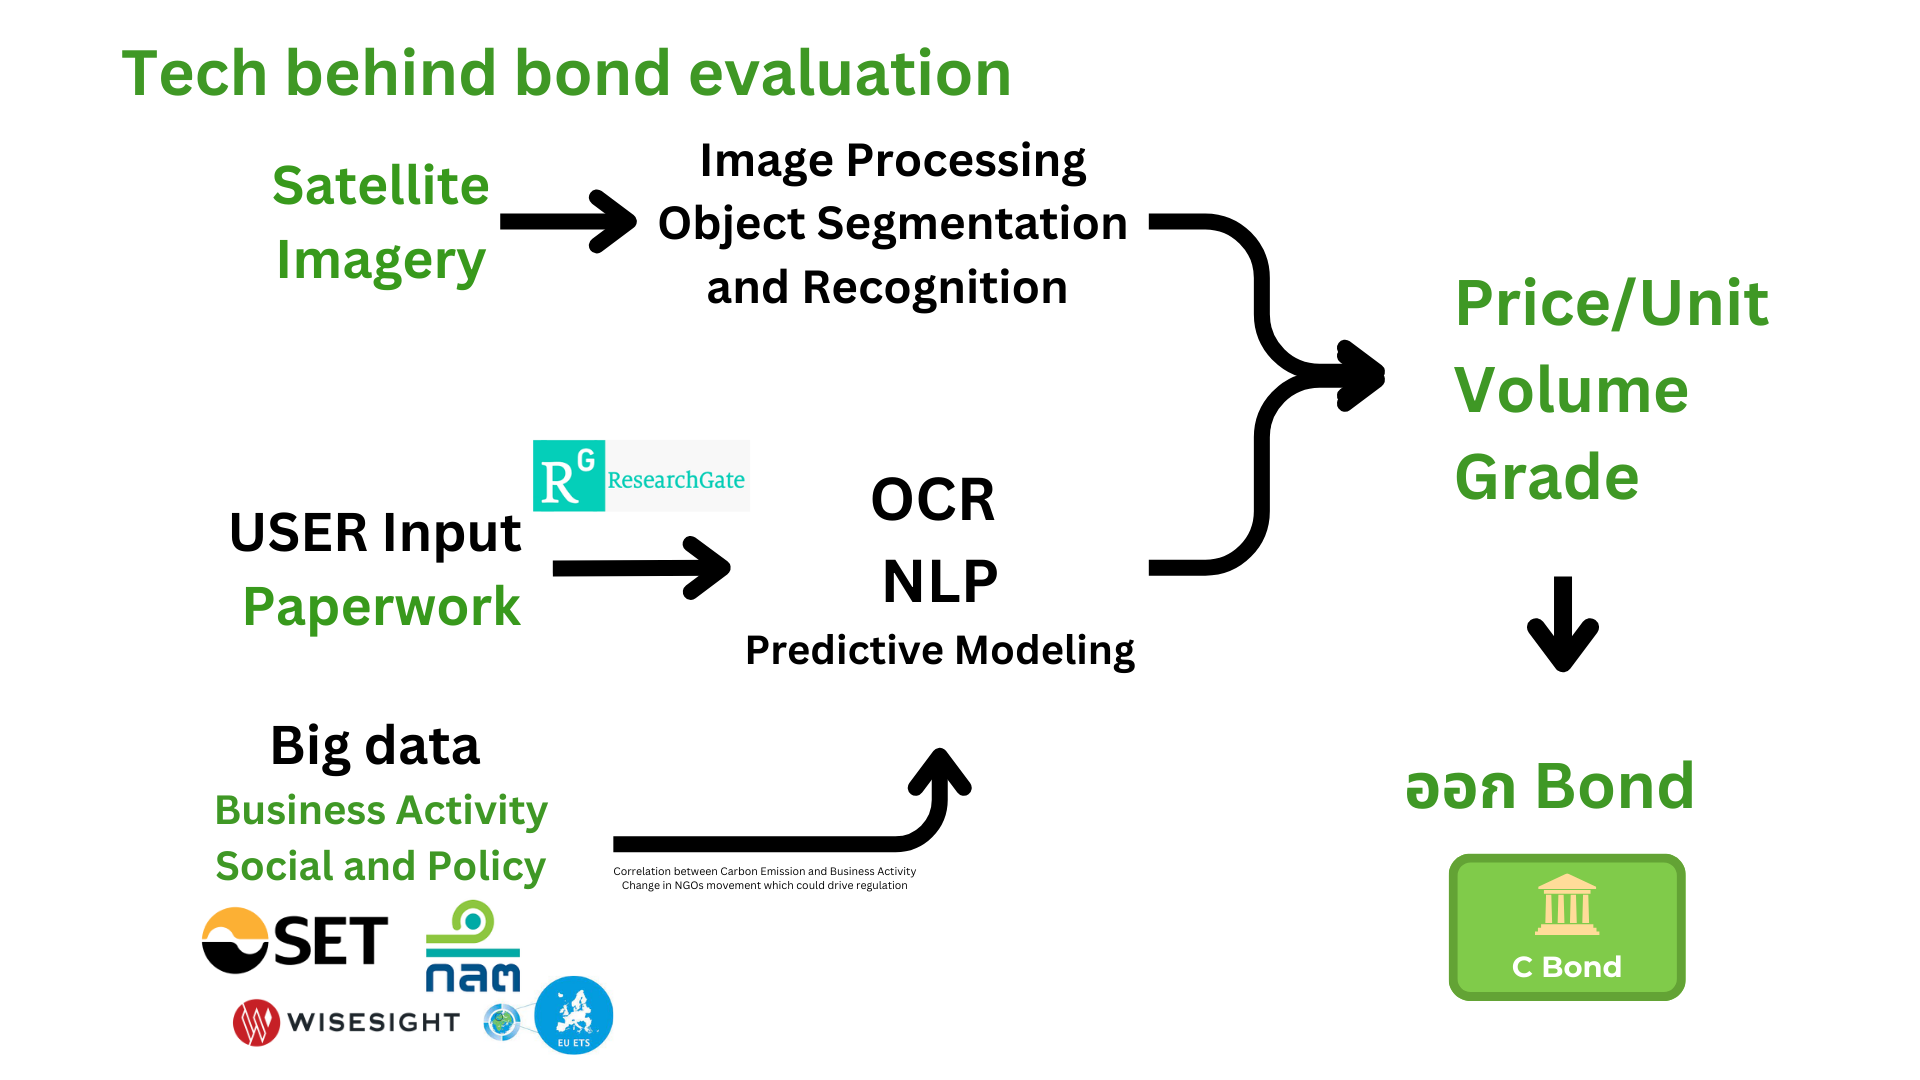 Tech behind bond evaluation
Satellite
Imagery
Image Processing
Object Segmentation
and Recognition
Price/Unit
Volume
Grade
RG ResearchGate
USER Input
Paperwork
OCR
NLP
Predictive Modeling
Big data
Business Activity
Social and Policy
Correlation between Carbon Emission and Business Activity
Change in NGOs movement which could drive regulation
SET
กลต
WISESIGHT
EU ETS
ออก Bond
C Bond